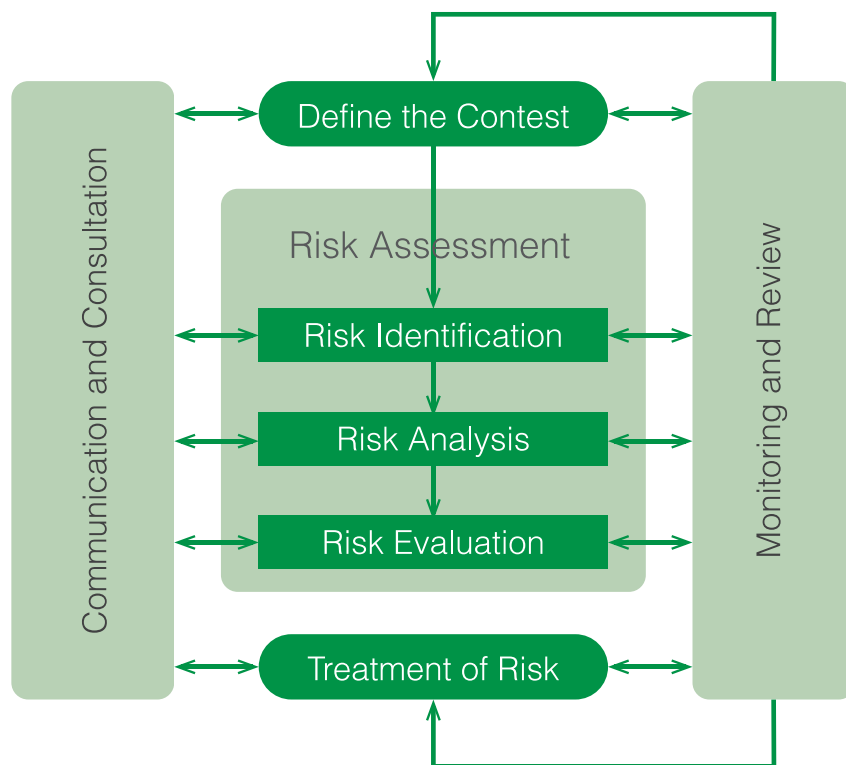 Define the Contest
Communication and Consultation
Risk Assessment
Risk Identification
Risk Analysis
Risk Evaluation
Monitoring and Review
Treatment of Risk